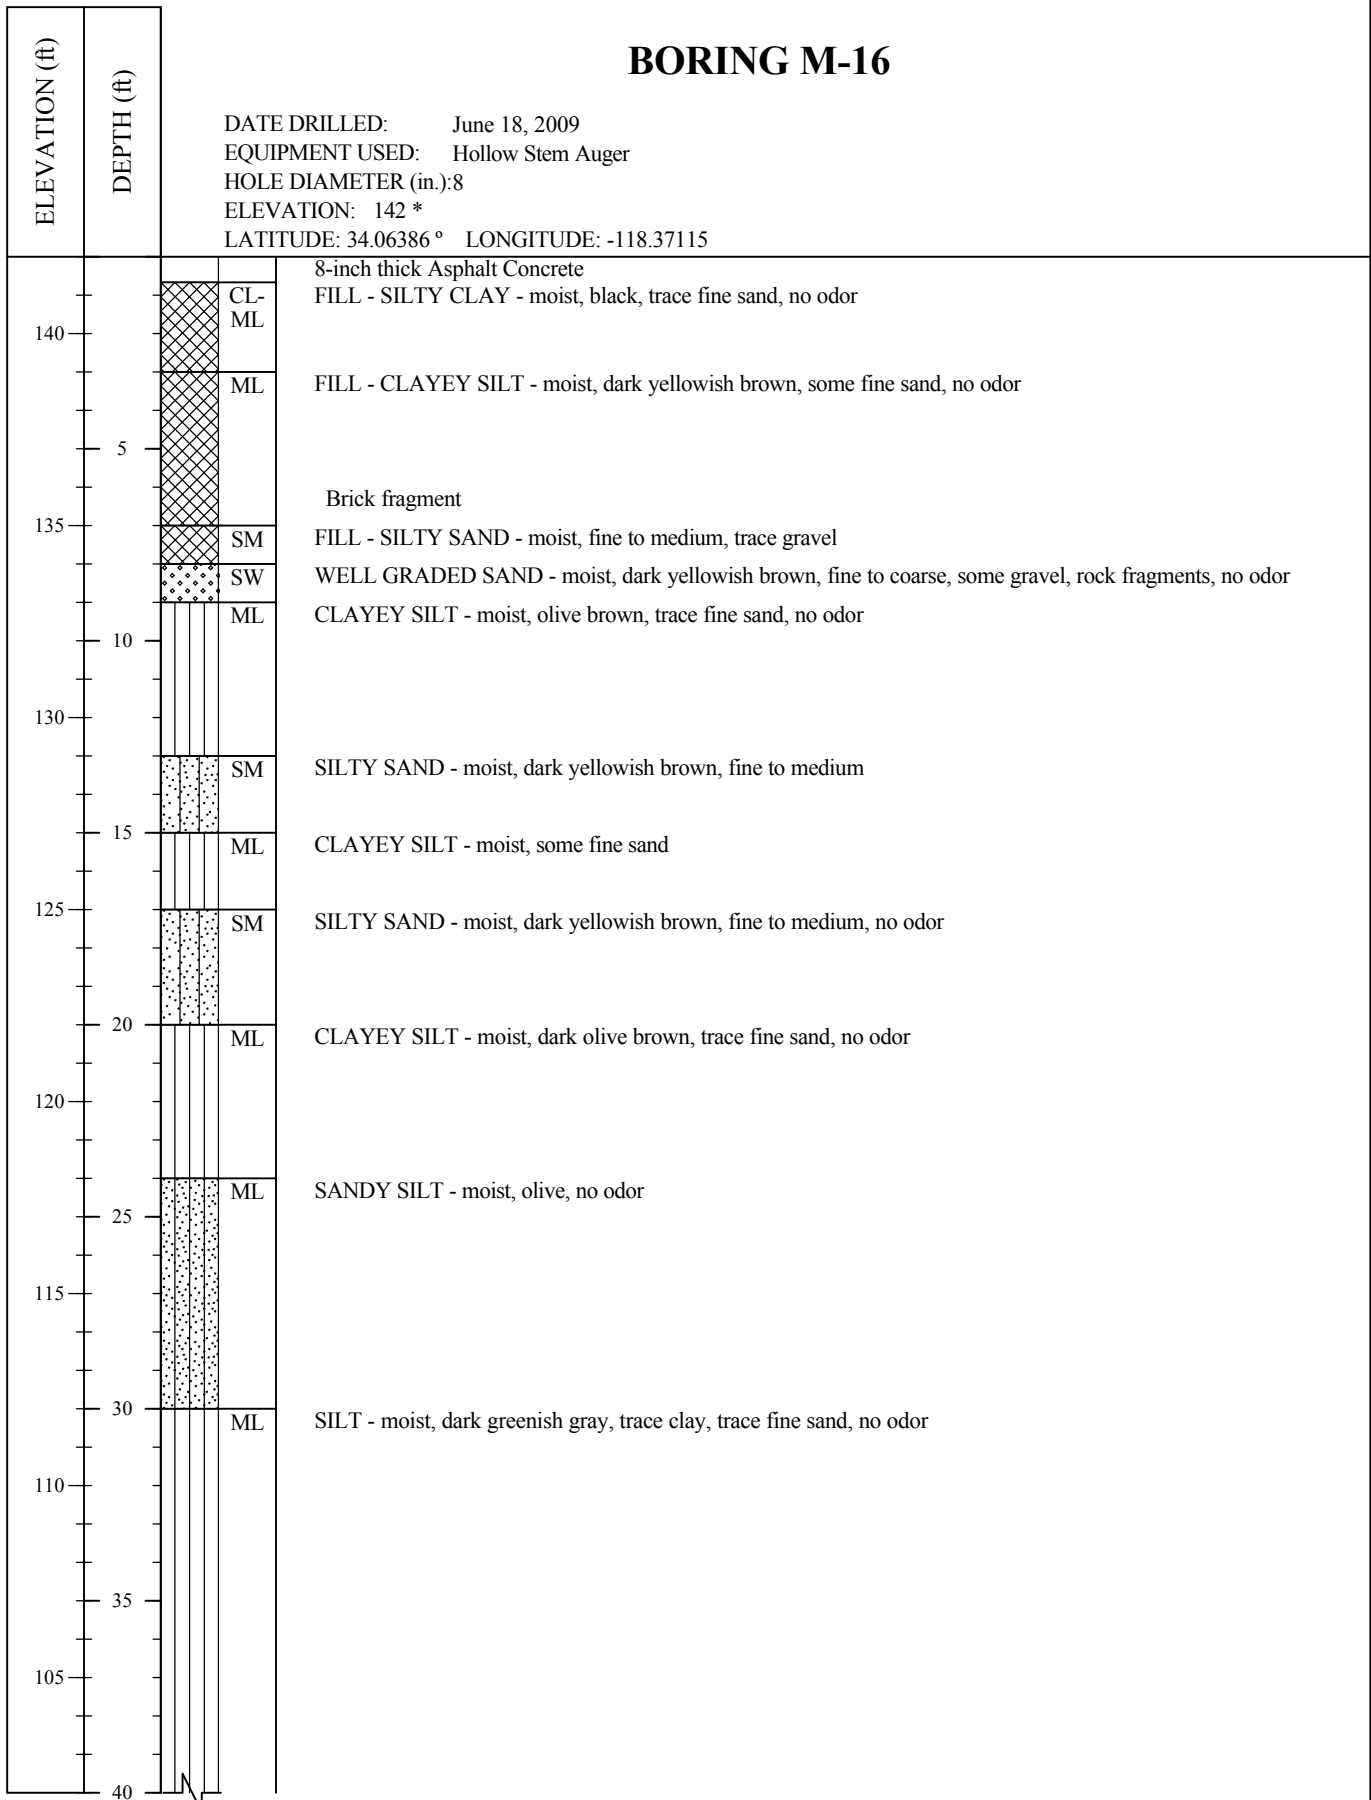 ELEVATION (ft)
DEPTH (ft)
BORING M-16
DATE DRILLED: June 18, 2009
EQUIPMENT USED: Hollow Stem Auger
HOLE DIAMETER (in.):8
ELEVATION: 142 *
LATITUDE: 34.06386 º LONGITUDE: -118.37115
8-inch thick Asphalt Concrete
CL- FILL - SILTY CLAY - moist, black, trace fine sand, no odor
ML
140
ML FILL - CLAYEY SILT - moist, dark yellowish brown, some fine sand, no odor
5
Brick fragment
135
SM FILL - SILTY SAND - moist, fine to medium, trace gravel
SW WELL GRADED SAND - moist, dark yellowish brown, fine to coarse, some gravel, rock fragments, no odor
ML CLAYEY SILT - moist, olive brown, trace fine sand, no odor
10
130
SM SILTY SAND - moist, dark yellowish brown, fine to medium
15
ML CLAYEY SILT - moist, some fine sand
125
SM SILTY SAND - moist, dark yellowish brown, fine to medium, no odor
20
ML CLAYEY SILT - moist, dark olive brown, trace fine sand, no odor
120
ML SANDY SILT - moist, olive, no odor
25
115
30
ML SILT - moist, dark greenish gray, trace clay, trace fine sand, no odor
110
35
105
40